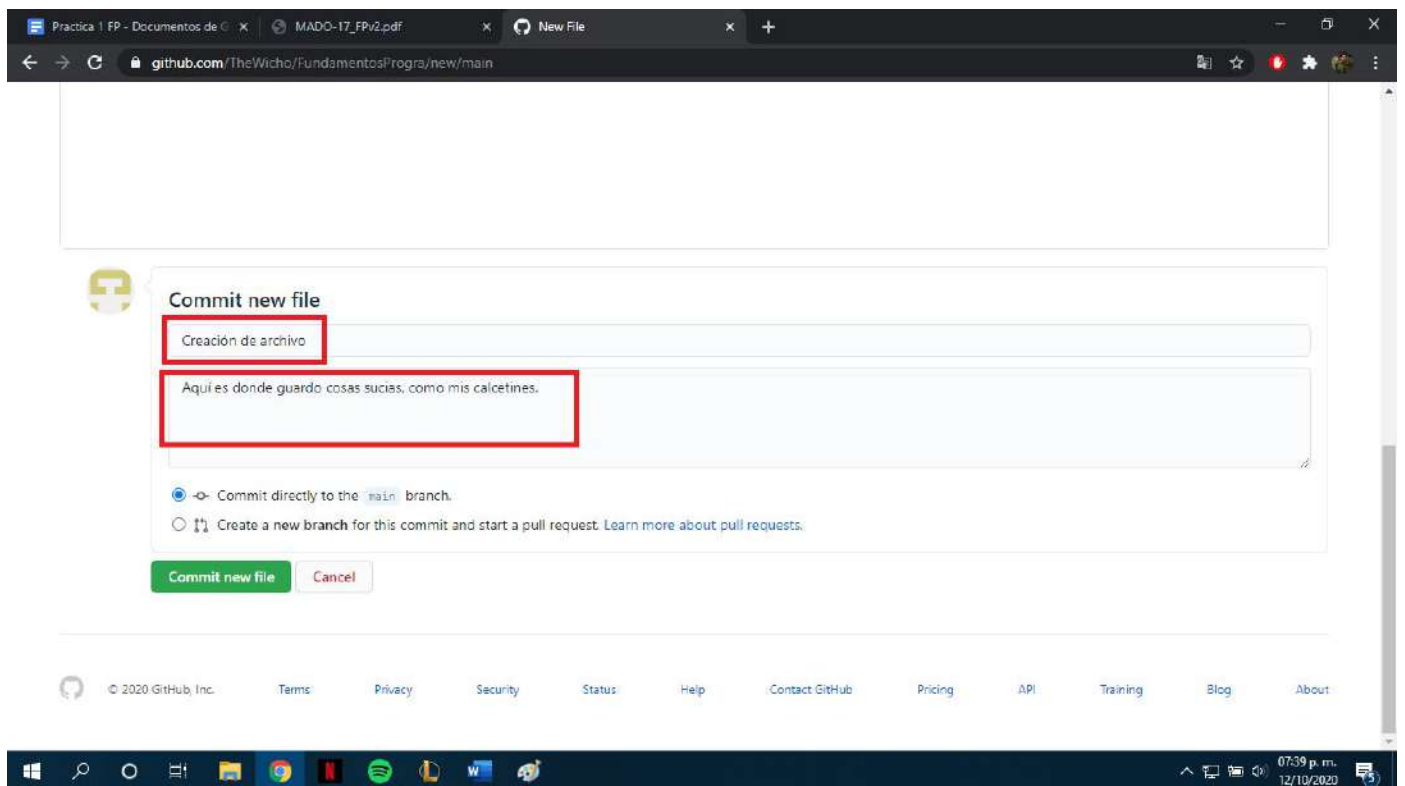 Practica 1 FP - Documentos de G
MADO-17_FPv2.pdf
New File
github.com/TheWicho/FundamentosProgra/new/main
Commit new file
Creación de archivo
Aquí es donde guardo cosas sucias, como mis calcetines.
Commit directly to the main branch.
Create a new branch for this commit and start a pull request. Learn more about pull requests.
Commit new file Cancel
© 2020 GitHub, Inc. Terms Privacy Security Status Help Contact GitHub Pricing API Training Blog About
07:39 p. m.
12/10/2020
5